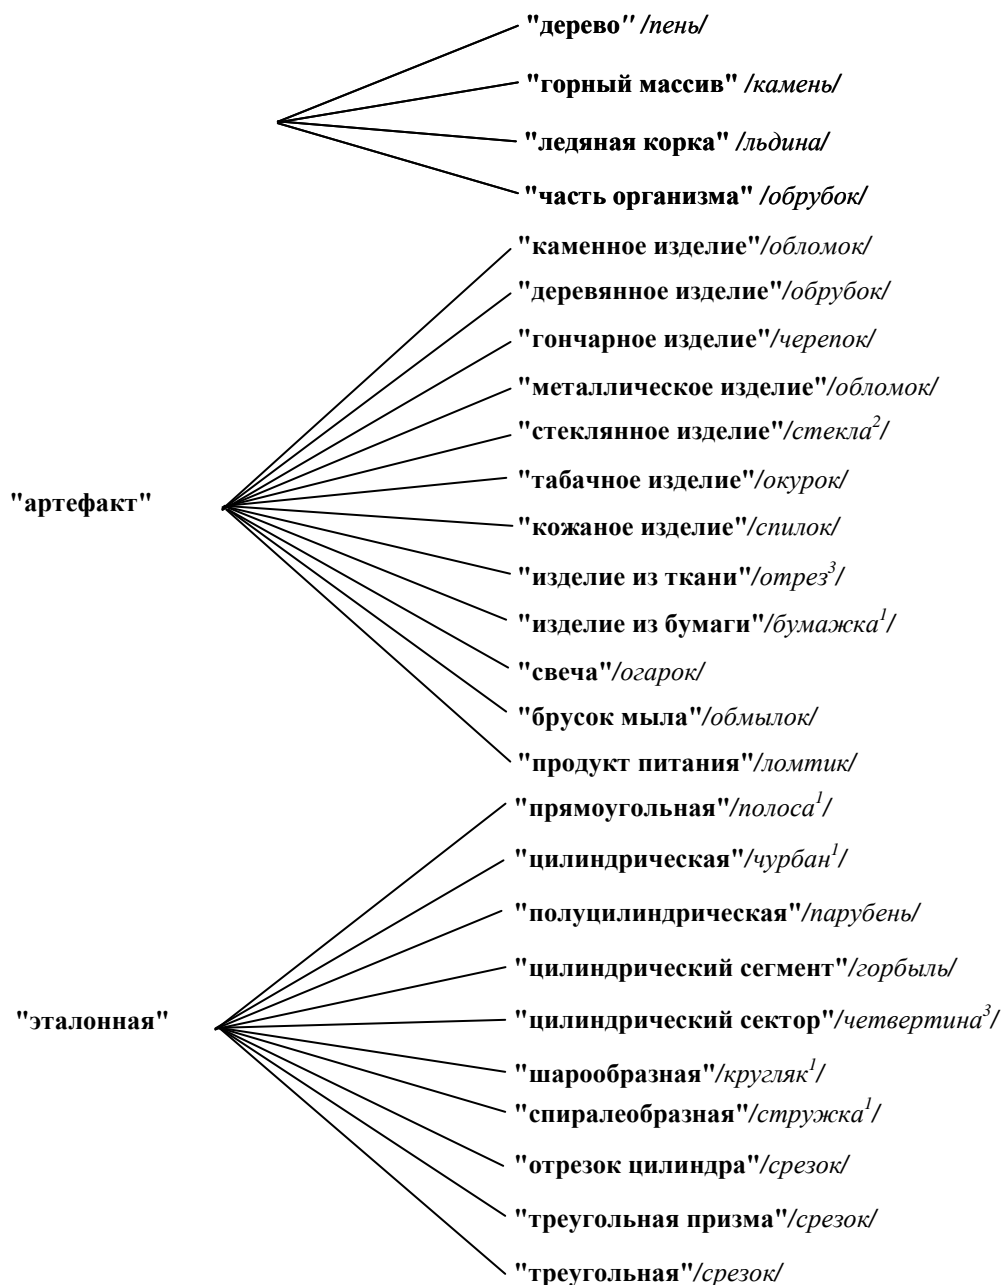 "дерево" /пень/
"горный массив" /камень/
"ледяная корка" /льдина/
"часть организма" /обрубок/
"каменное изделие"/обломок/
"деревянное изделие"/обрубок/
"гончарное изделие"/черепок/
"металлическое изделие"/обломок/
"стеклянное изделие"/стекла²/
"табачное изделие"/окурок/
"артефакт"
"кожаное изделие"/спилок/
"изделие из ткани"/отрез³/
"изделие из бумаги"/бумажка¹/
"свеча"/огарок/
"брусок мыла"/обмылок/
"продукт питания"/ломтик/
"прямоугольная"/полоса¹/
"цилиндрическая"/чурбан¹/
"полуцилиндрическая"/парубень/
"цилиндрический сегмент"/горбыль/
"эталонная"
"цилиндрический сектор"/четвертина³/
"шарообразная"/кругляк¹/
"спиралеобразная"/стружка¹/
"отрезок цилиндра"/срезок/
"треугольная призма"/срезок/
"треугольная"/срезок/